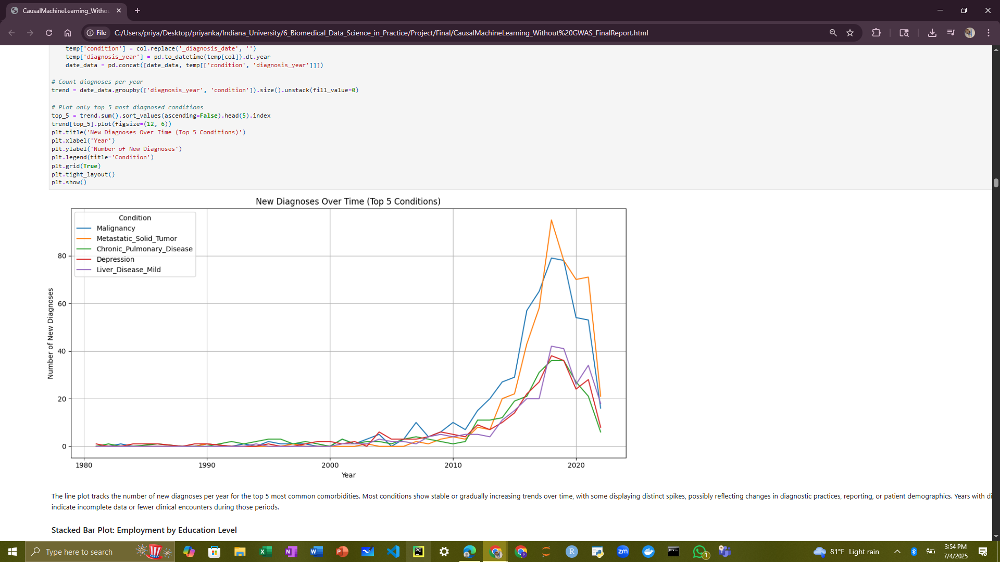 CausalMachineLearning_Witho
File
C:/Users/priya/Desktop/priyanka/Indiana_University/6_Biomedical_Data_Science_in_Practice/Project/Final/CausalMachineLearning_Without%20GWAS_FinalReport.html
temp['condition'] = col.replace('_diagnosis_date', '')
temp['diagnosis_year'] = pd.to_datetime(temp[col]).dt.year
date_data = pd.concat([date_data, temp[['condition', 'diagnosis_year']]])
# Count diagnoses per year
trend = date_data.groupby(['diagnosis_year', 'condition']).size().unstack(fill_value=0)
# Plot only top 5 most diagnosed conditions
top_5 = trend.sum().sort_values(ascending=False).head(5).index
trend[top_5].plot(figsize=(12, 6))
plt.title('New Diagnoses Over Time (Top 5 Conditions)')
plt.xlabel('Year')
plt.ylabel('Number of New Diagnoses')
plt.legend(title='Condition')
plt.grid(True)
plt.tight_layout()
plt.show()
New Diagnoses Over Time (Top 5 Conditions)
Condition
Malignancy
Metastatic_Solid_Tumor
Chronic_Pulmonary_Disease
Depression
Liver_Disease_Mild
80
60
40
20
0
Number of New Diagnoses
1980 1990 2000 2010 2020
Year
The line plot tracks the number of new diagnoses per year for the top 5 most common comorbidities. Most conditions show stable or gradually increasing trends over time, with some displaying distinct spikes, possibly reflecting changes in diagnostic practices, reporting, or patient demographics. Years with di
indicate incomplete data or fewer clinical encounters during those periods.
Stacked Bar Plot: Employment by Education Level
Type here to search
81°F Light rain
3:54 PM
7/4/2025